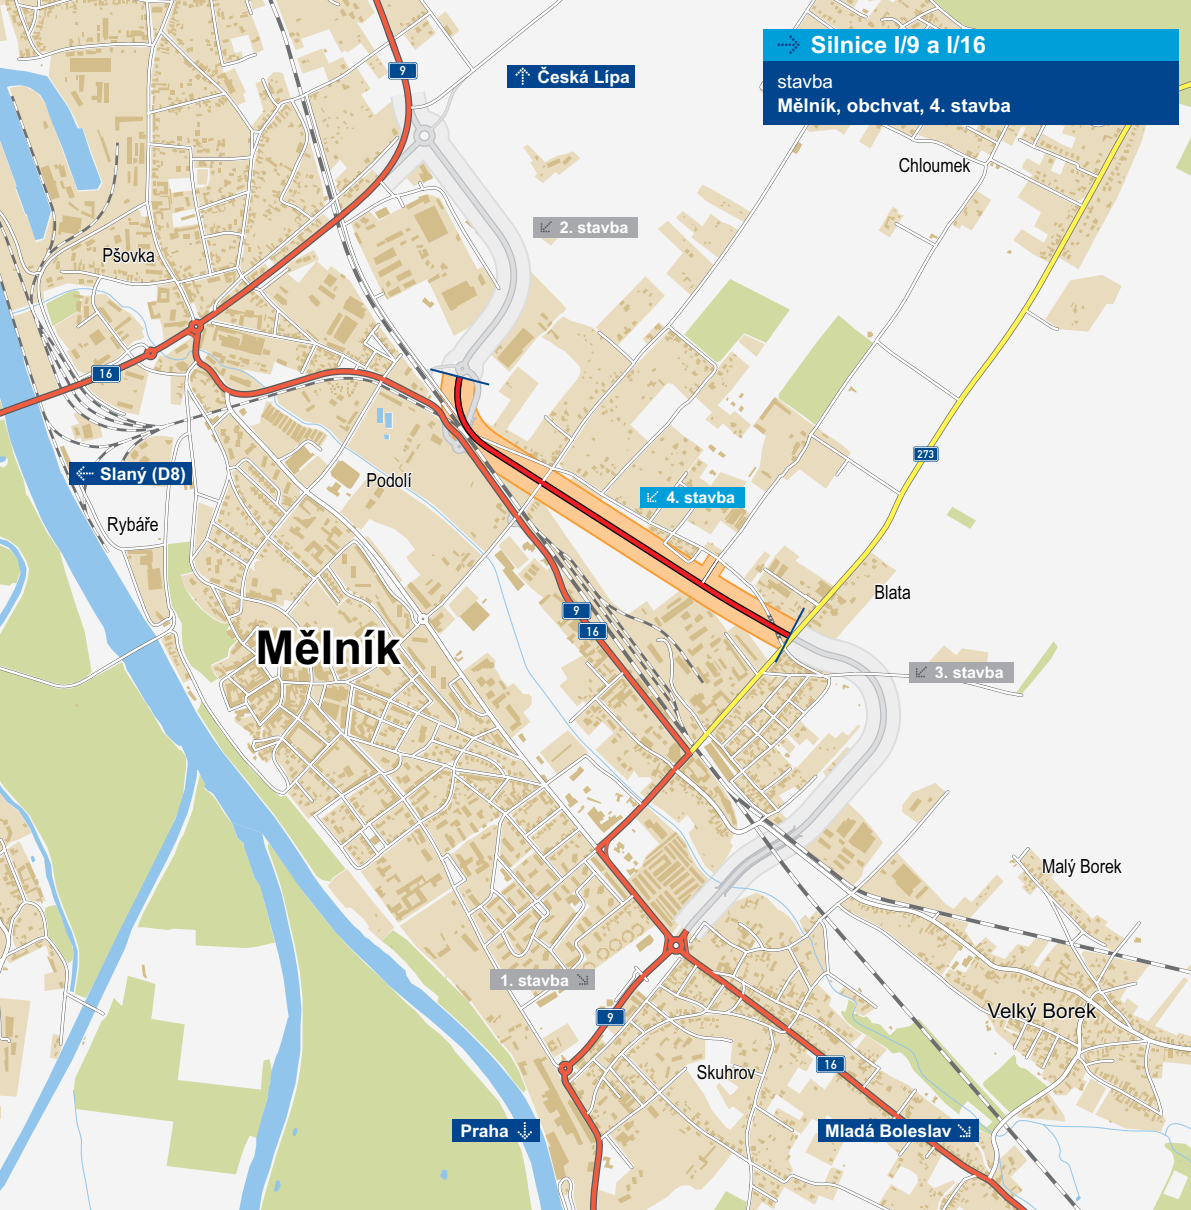 Silnice I/9 a I/16
stavba
Mělník, obchvat, 4. stavba
9
Česká Lípa
Chloumek
2. stavba
Pšovka
16
273
Slaný (D8)
Podolí
4. stavba
Rybáře
Blata
9
16
Mělník
3. stavba
Malý Borek
1. stavba
9
Velký Borek
16
Skuhrov
Praha
Mladá Boleslav